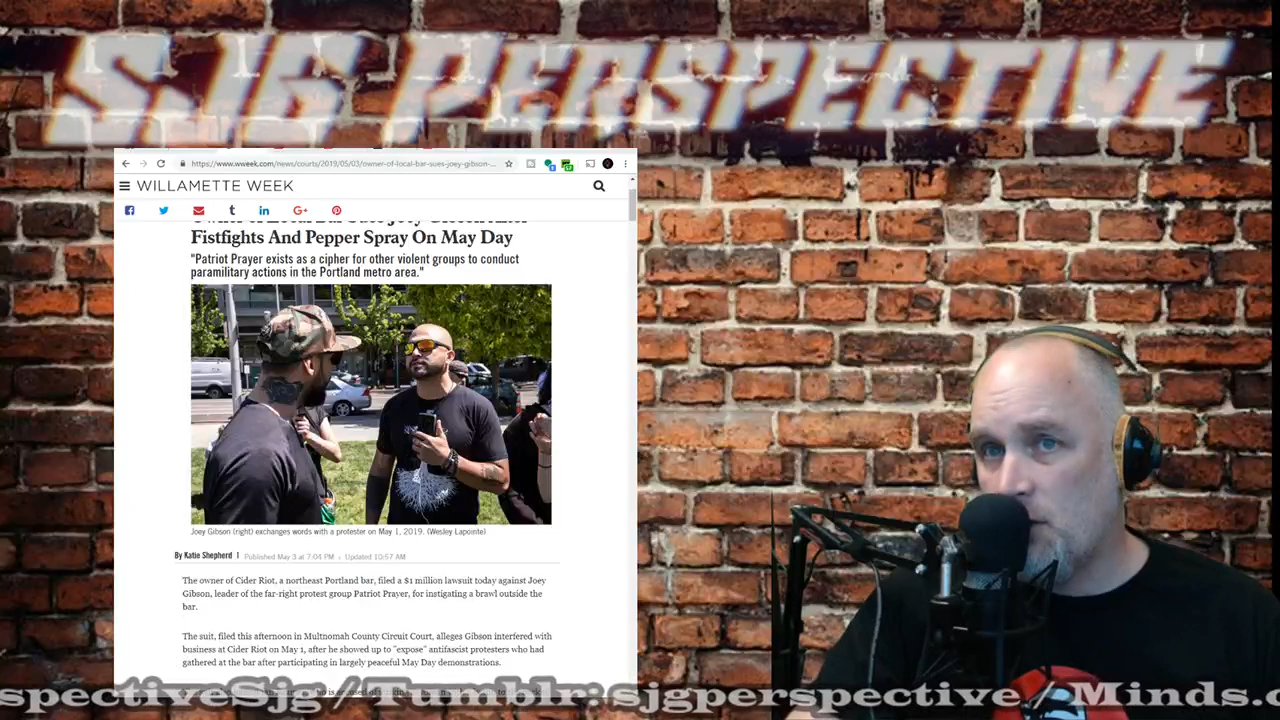 SJG PERSPECTIVE
https://www.wweek.com/news/courts/2019/05/03/owner-of-local-bar-sues-joey-gibson-...
WILLAMETTE WEEK
Fistfights And Pepper Spray On May Day
"Patriot Prayer exists as a cipher for other violent groups to conduct
paramilitary actions in the Portland metro area."
Joey Gibson (right) exchanges words with a protester on May 1, 2019. (Wesley Lapointe)
By Katie Shepherd | Published May 3 at 7:04 PM Updated 10:57 AM
The owner of Cider Riot, a northeast Portland bar, filed a $1 million lawsuit today against Joey
Gibson, leader of the far-right protest group Patriot Prayer, for instigating a brawl outside the
bar.
The suit, filed this afternoon in Multnomah County Circuit Court, alleges Gibson interfered with
business at Cider Riot on May 1, after he showed up to "expose" antifascist protesters who had
gathered at the bar after participating in largely peaceful May Day demonstrations.
spectiveSjg / Tumblr: sjgperspective / Minds.c